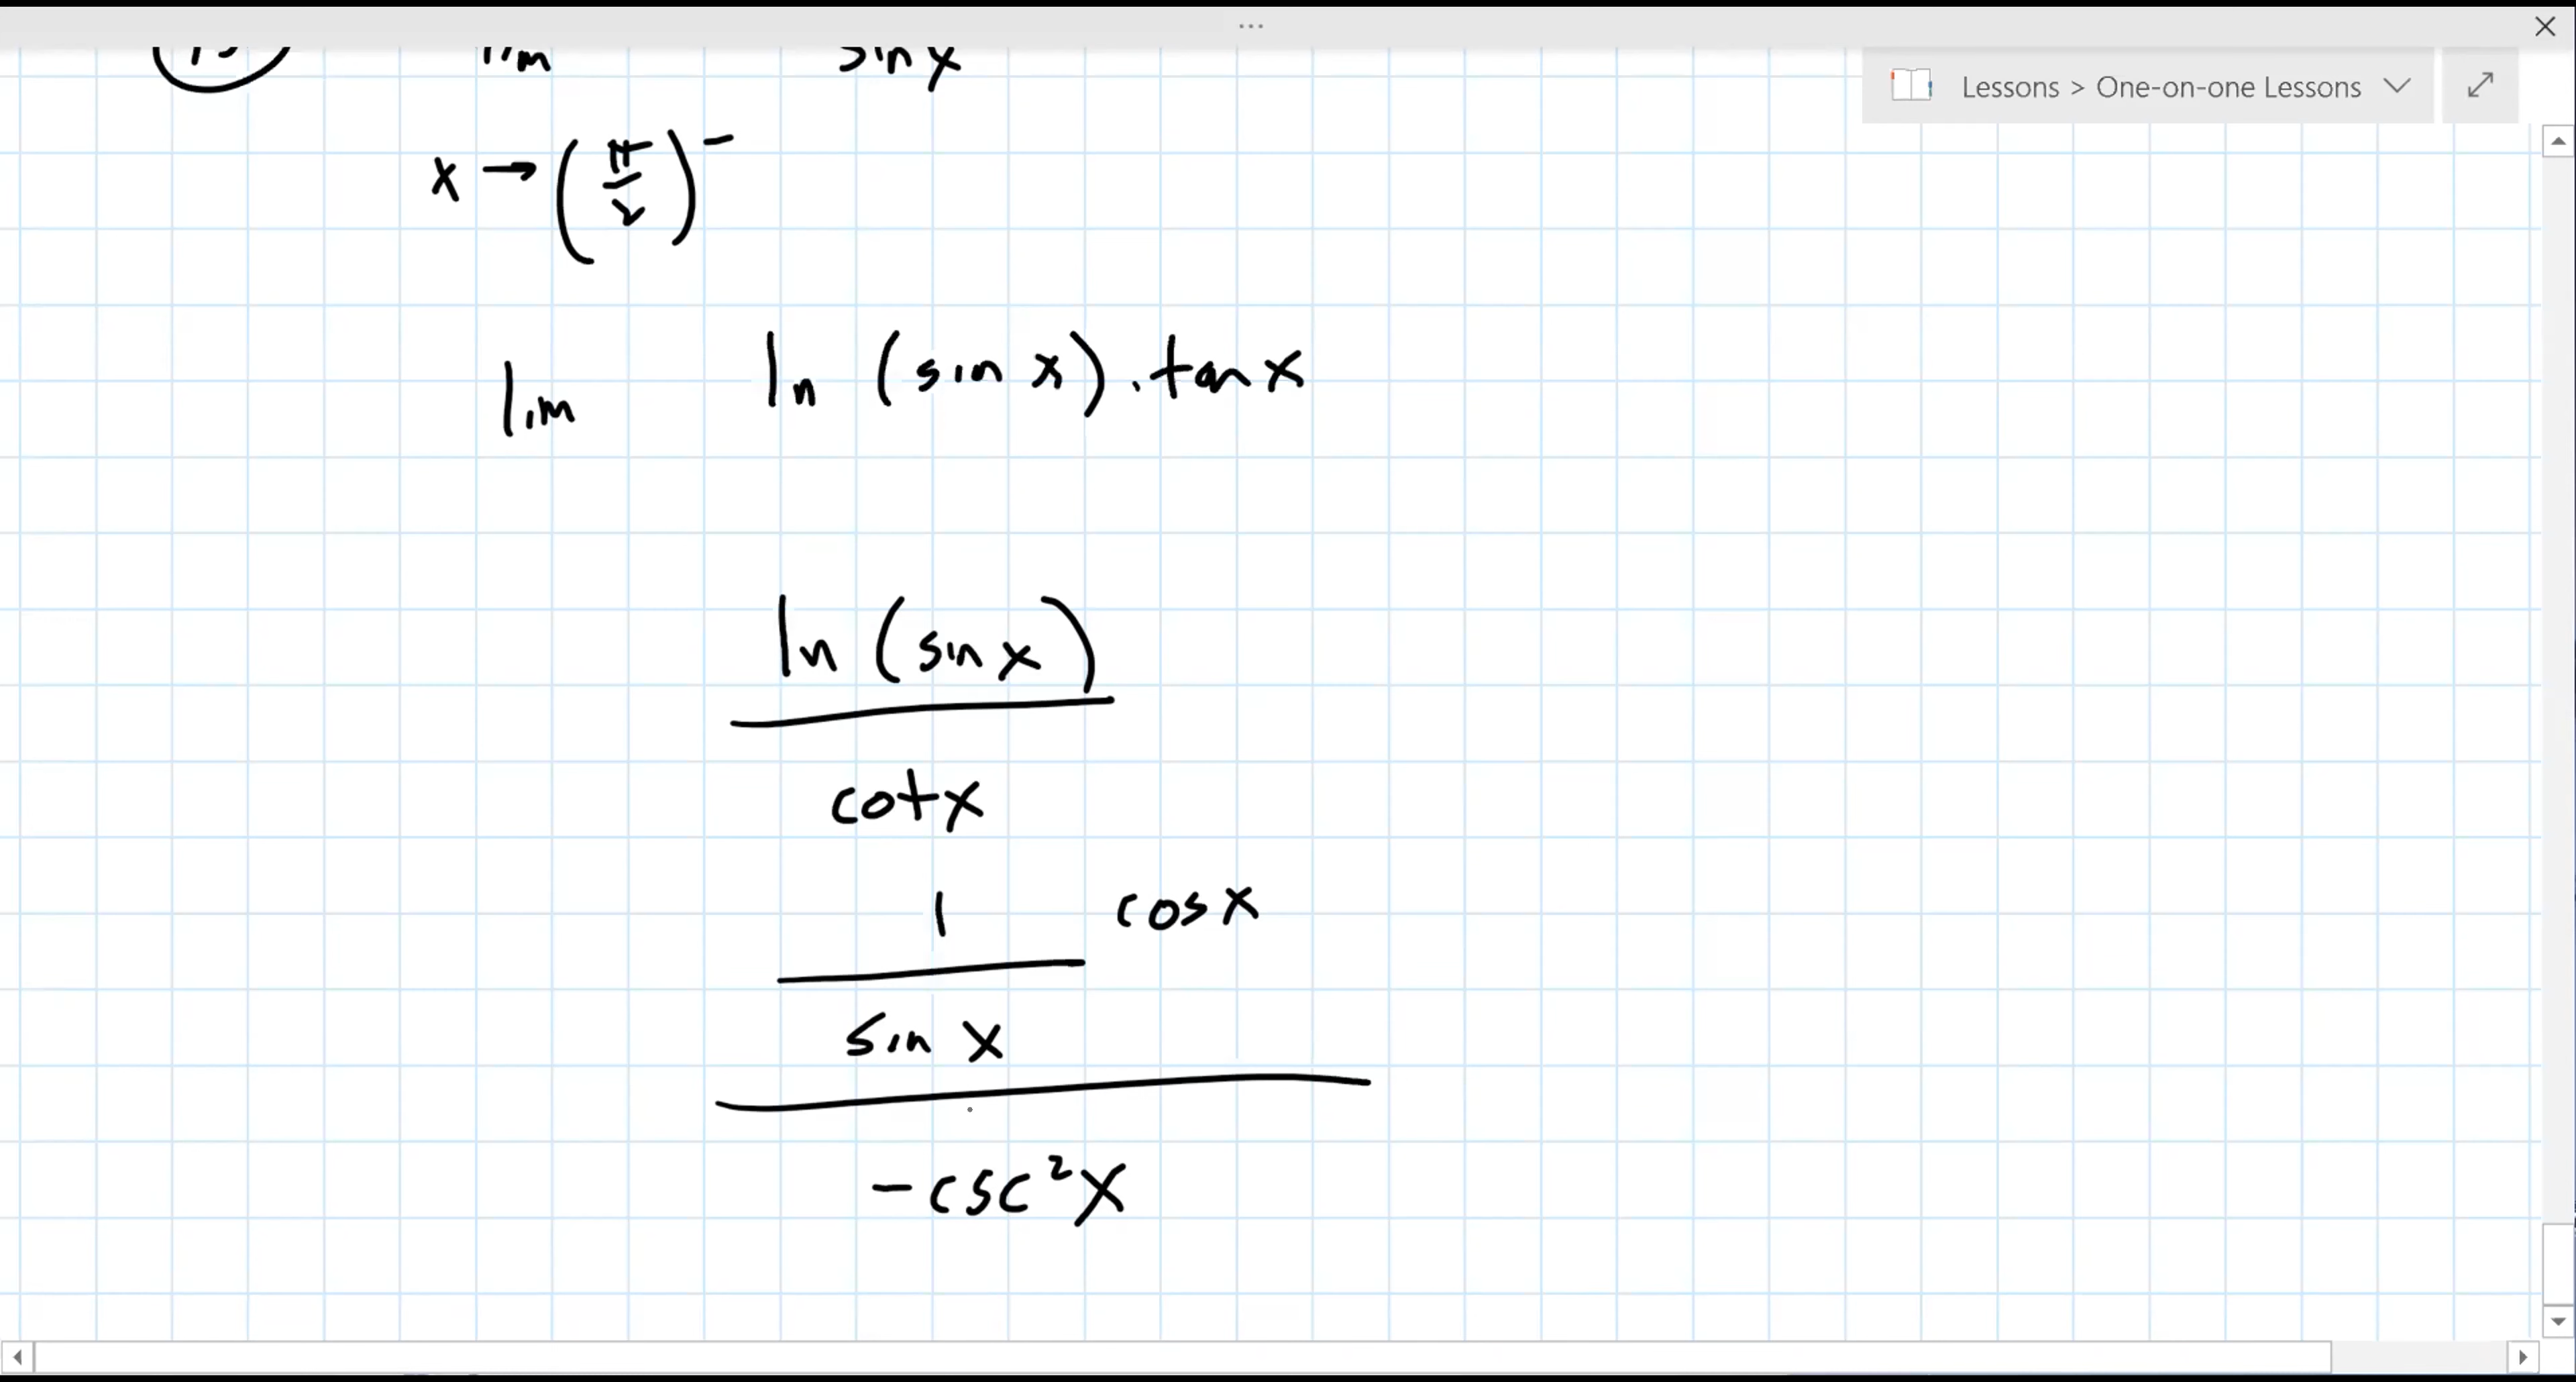 ...
Lessons > One-on-one Lessons
lim sin x
x → (π/2)⁻
lim ln (sin x) · tan x
ln (sin x)
cot x
1 cos x
sin x
- csc²x